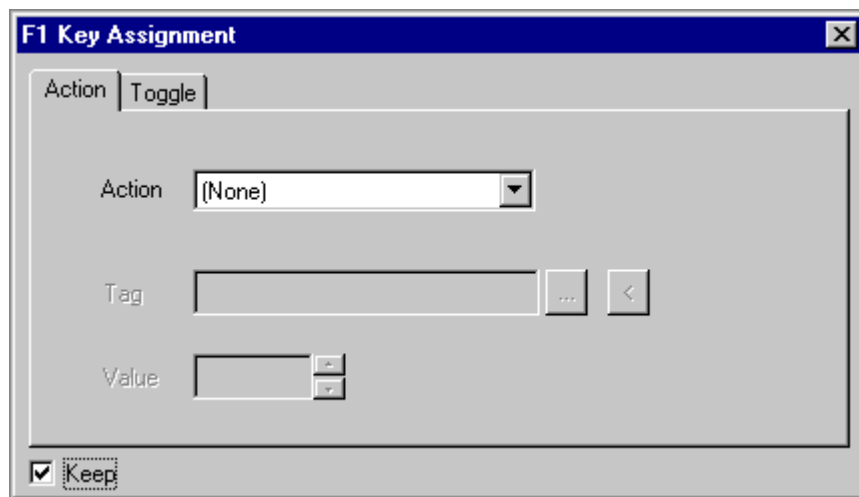 F1 Key Assignment
Action Toggle
Action (None)
Tag ... <
Value
Keep